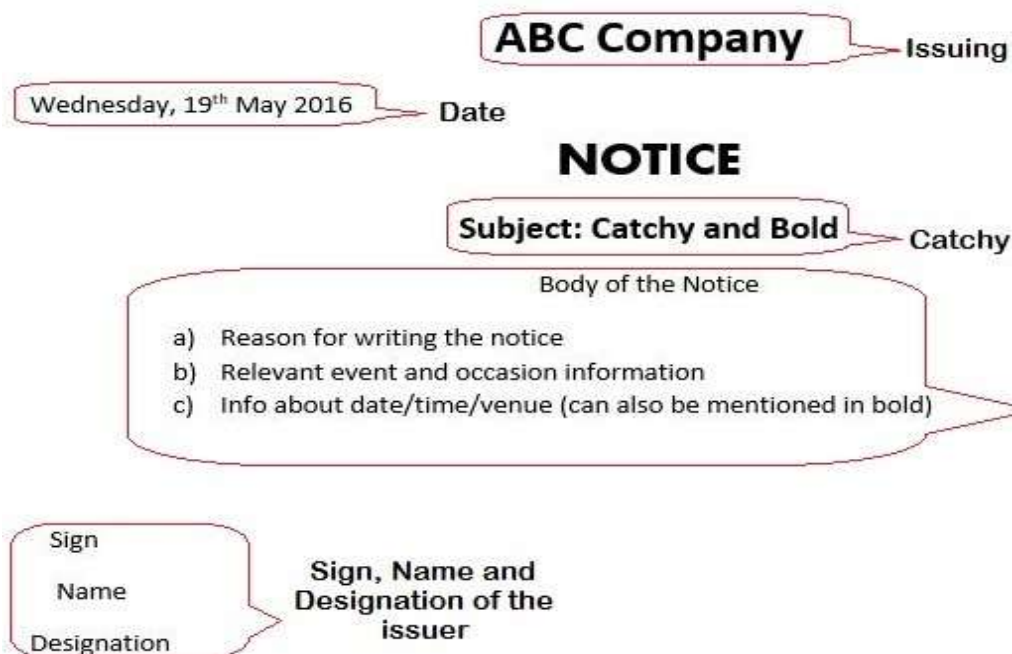 ABC Company
Issuing
Wednesday, 19th May 2016
Date
NOTICE
Subject: Catchy and Bold
Catchy
Body of the Notice
a) Reason for writing the notice
b) Relevant event and occasion information
c) Info about date/time/venue (can also be mentioned in bold)
Sign
Name
Designation
Sign, Name and
Designation of the
issuer